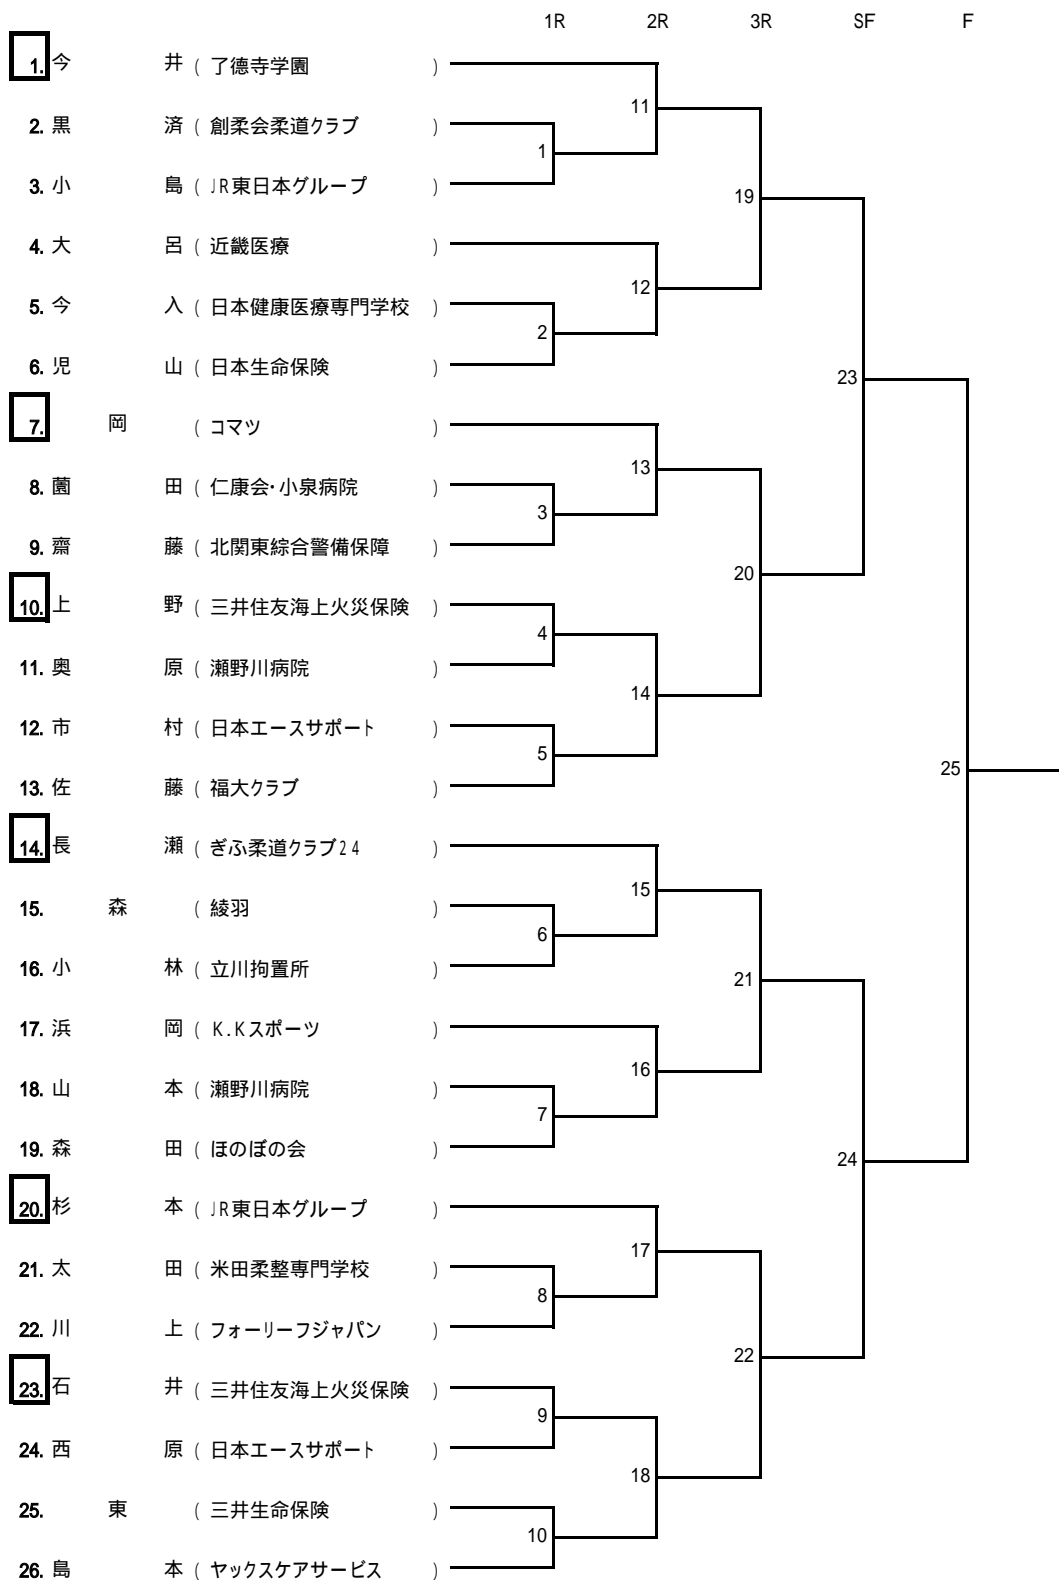 1R 2R 3R SF F
1. 今 井 ( 了德寺学園 )
11
2. 黒 済 ( 創柔会柔道クラブ )
1
3. 小 島 ( JR東日本グループ )
19
4. 大 呂 ( 近畿医療 )
12
5. 今 入 ( 日本健康医療専門学校 )
2
6. 児 山 ( 日本生命保険 )
23
7. 岡 ( コマツ )
13
8. 薗 田 ( 仁康会・小泉病院 )
3
9. 齋 藤 ( 北関東綜合警備保障 )
20
10. 上 野 ( 三井住友海上火災保険 )
4
11. 奥 原 ( 瀬野川病院 )
14
12. 市 村 ( 日本エースサポート )
5
25
13. 佐 藤 ( 福大クラブ )
14. 長 瀬 ( ぎふ柔道クラブ24 )
15
15. 森 ( 綾羽 )
6
16. 小 林 ( 立川拘置所 )
21
17. 浜 岡 ( K.Kスポーツ )
16
18. 山 本 ( 瀬野川病院 )
7
19. 森 田 ( ほのぼの会 )
24
20. 杉 本 ( JR東日本グループ )
17
21. 太 田 ( 米田柔整専門学校 )
8
22. 川 上 ( フォーリーフジャパン )
22
23. 石 井 ( 三井住友海上火災保険 )
9
24. 西 原 ( 日本エースサポート )
18
25. 東 ( 三井生命保険 )
10
26. 島 本 ( ヤックスケアサービス )